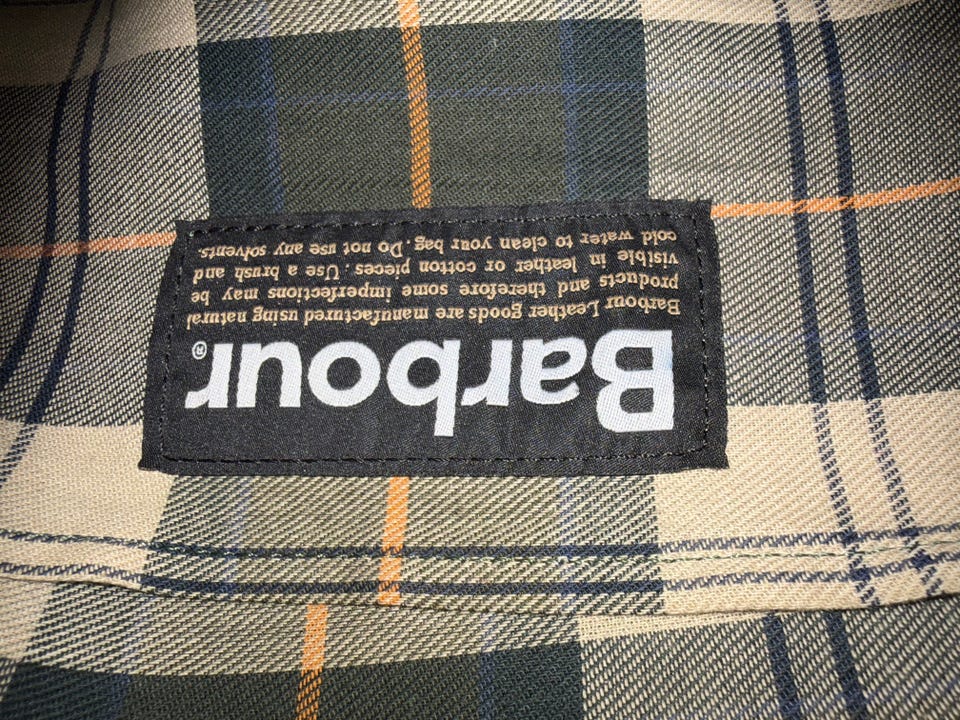 Barbour®
Barbour Leather goods are manufactured using natural
products and therefore some imperfections may be
visible in leather or cotton pieces. Use a brush and
cold water to clean your bag. Do not use any solvents.